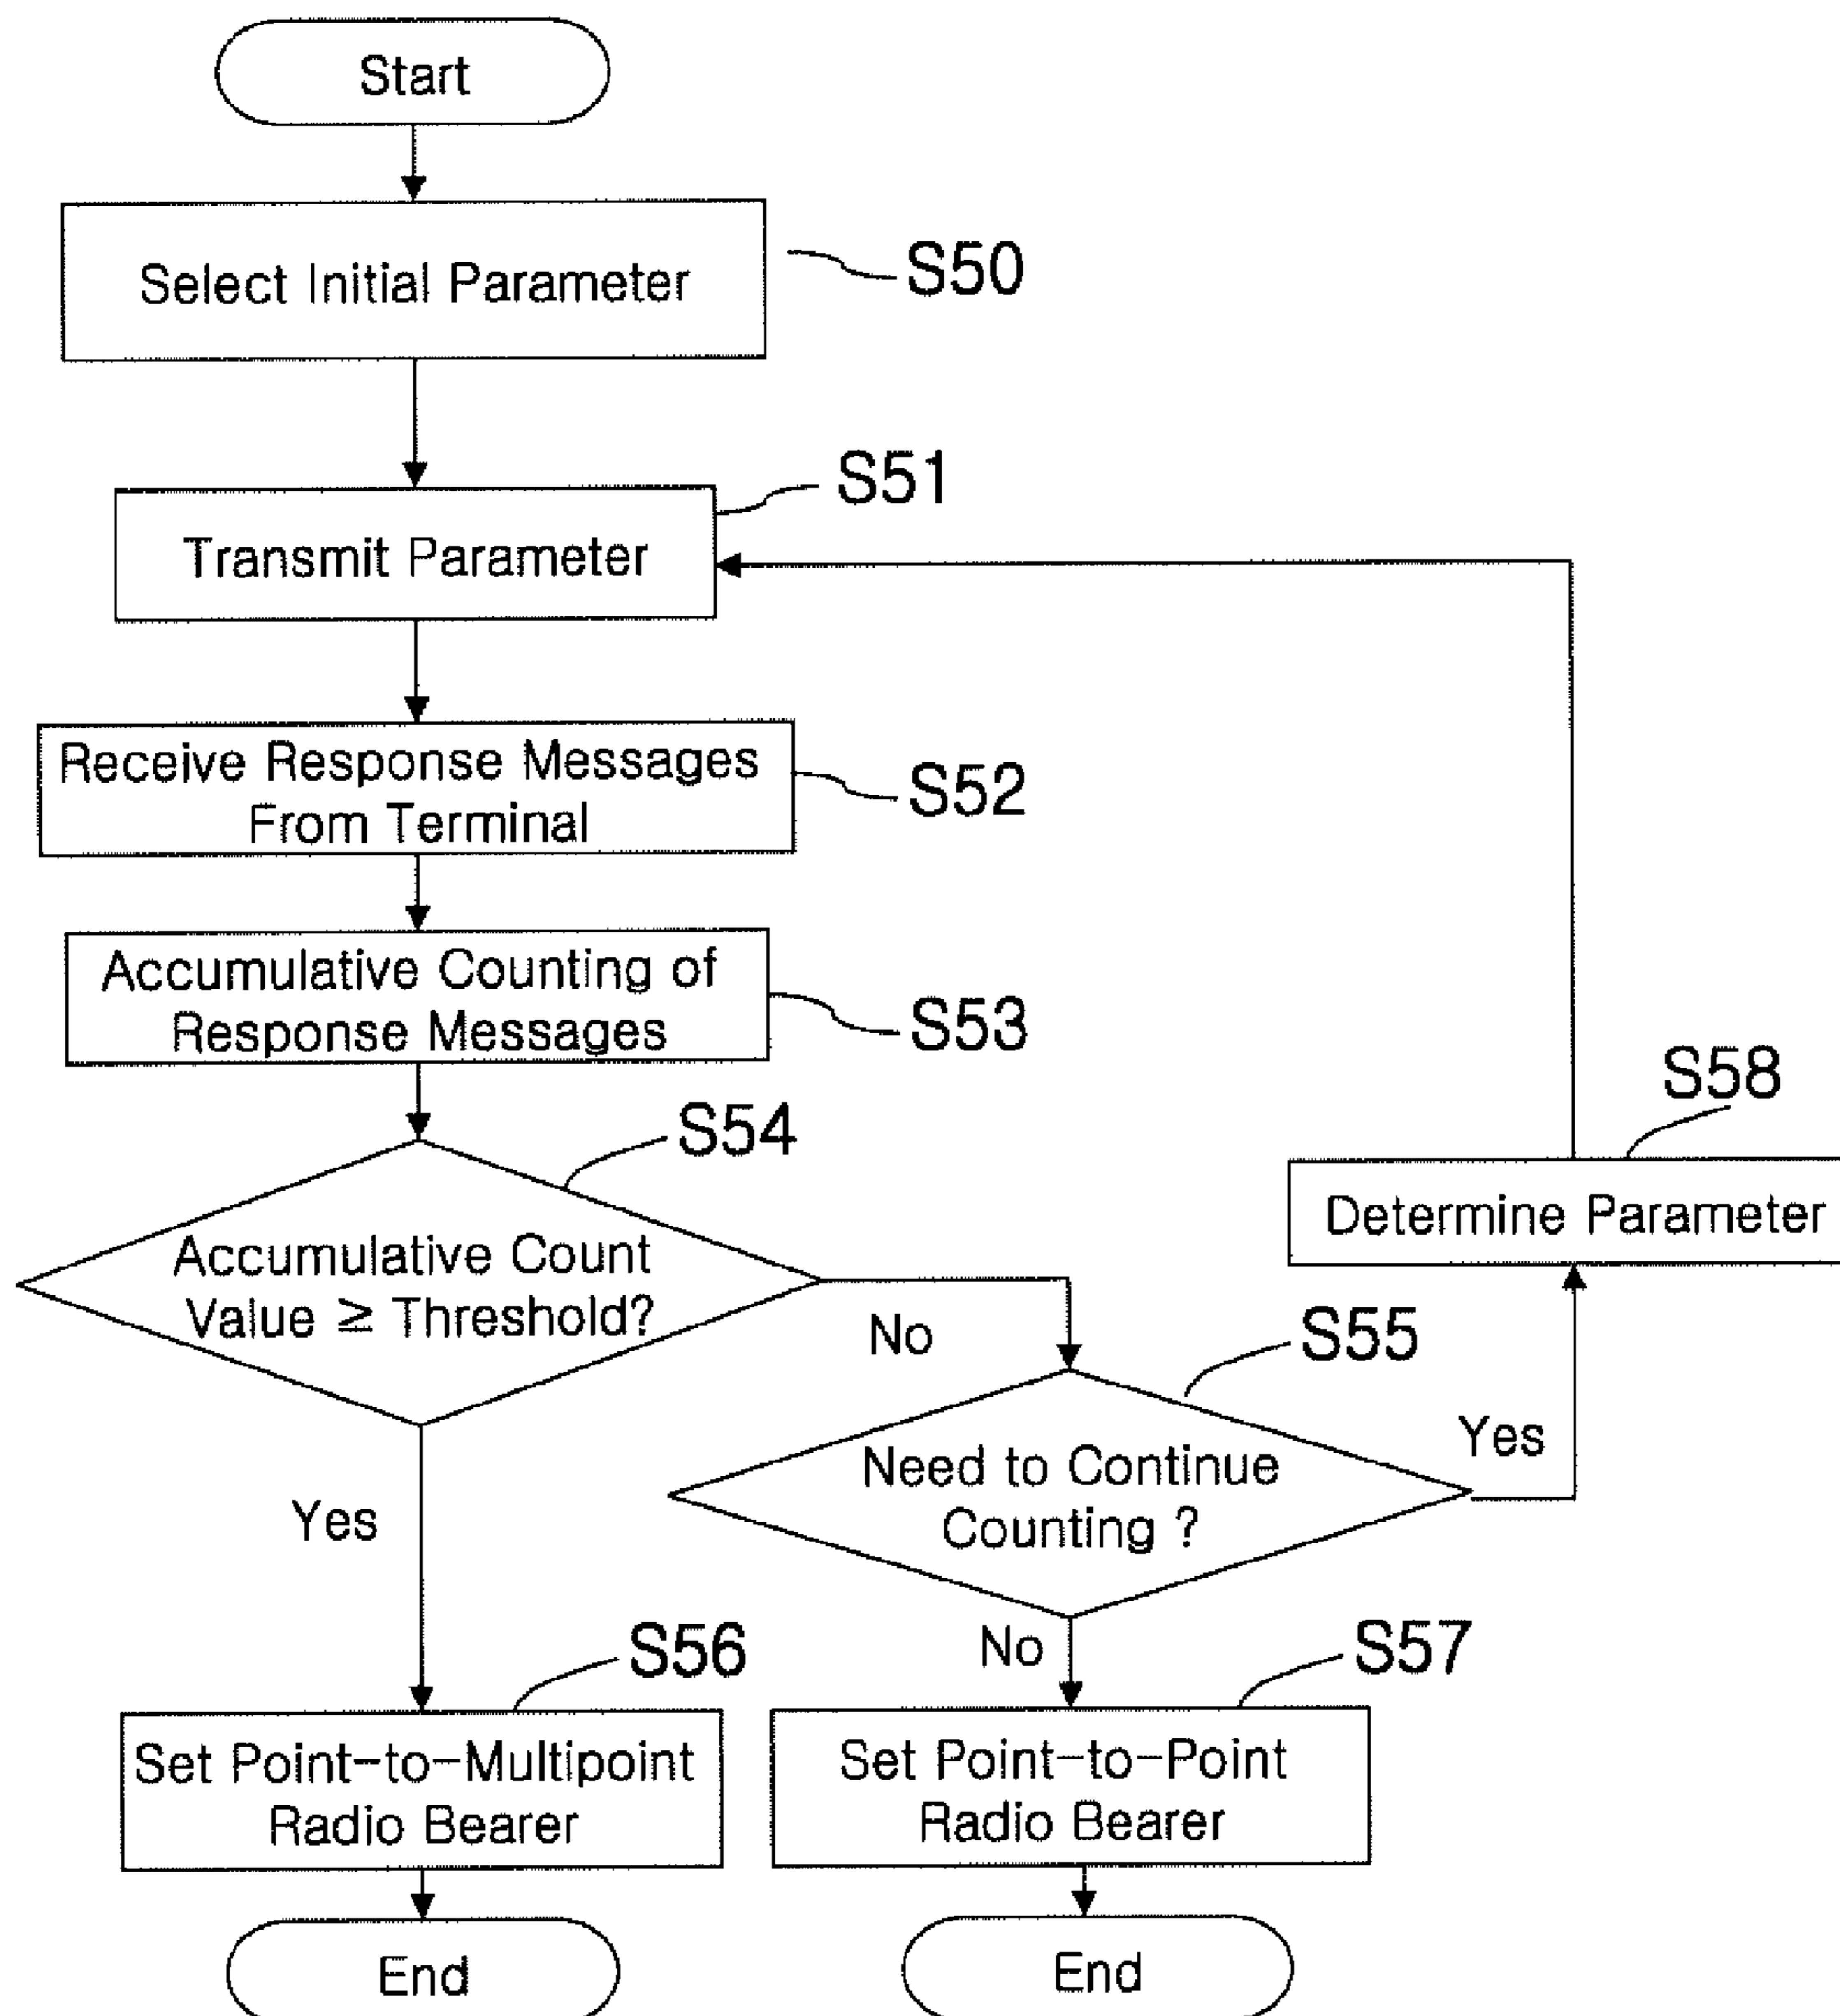 Start
Select Initial Parameter
S50
S51
Transmit Parameter
Receive Response Messages
From Terminal
S52
Accumulative Counting of
Response Messages
S53
S58
Determine Parameter
S54
Accumulative Count
Value ≥ Threshold?
No
S55
Need to Continue
Counting ?
Yes
Yes
No
S56
S57
Set Point-to-Multipoint
Radio Bearer
Set Point-to-Point
Radio Bearer
End
End